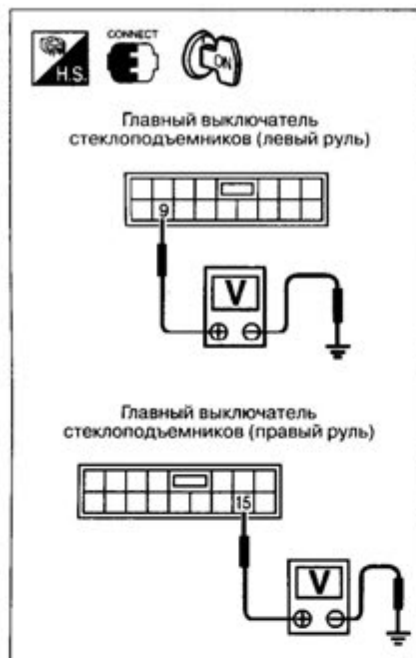 H.S.
CONNECT
ON
Главный выключатель
стеклоподъемников (левый руль)
9
V
+ −
Главный выключатель
стеклоподъемников (правый руль)
15
V
+ −